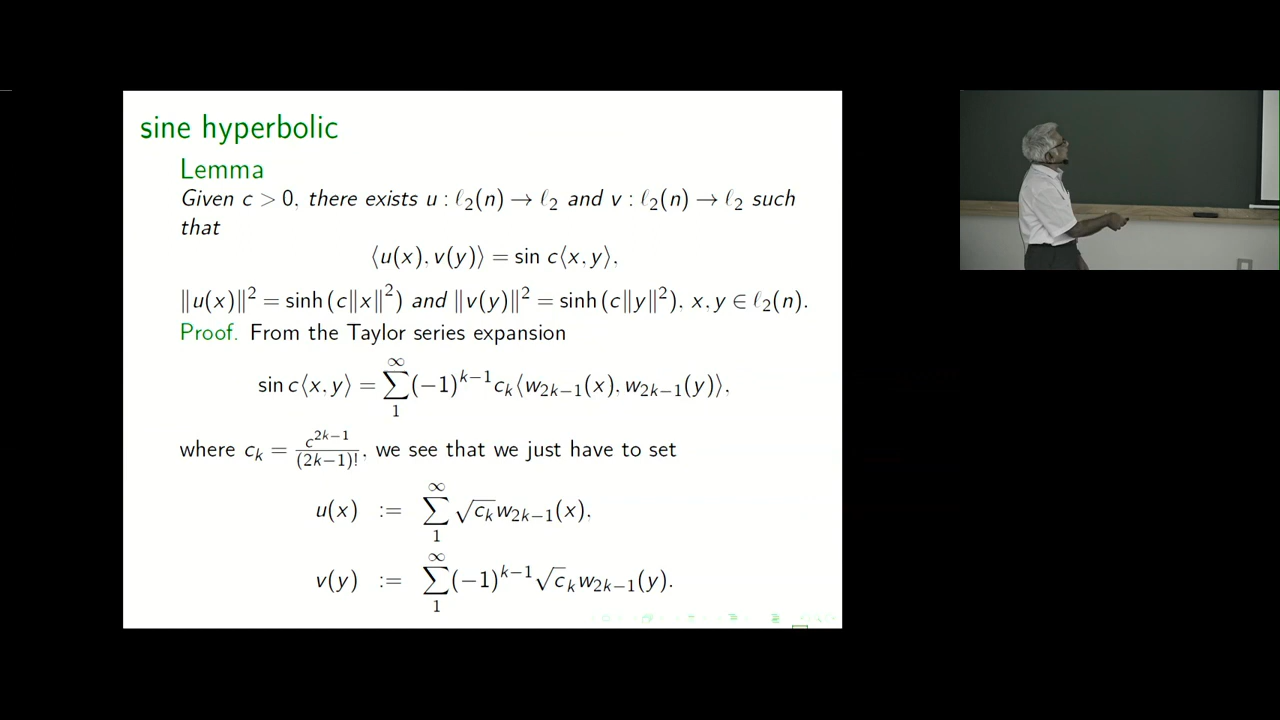 sine hyperbolic
Lemma
Given c > 0, there exists u : ℓ₂(n) → ℓ₂ and v : ℓ₂(n) → ℓ₂ such
that
⟨u(x), v(y)⟩ = sin c⟨x, y⟩,
‖u(x)‖² = sinh (c‖x‖²) and ‖v(y)‖² = sinh (c‖y‖²), x, y ∈ ℓ₂(n).
Proof. From the Taylor series expansion
sin c⟨x, y⟩ = ∑_{1}^{∞} (−1)^{k−1} c_k ⟨w_{2k−1}(x), w_{2k−1}(y)⟩,
where c_k = \frac{c^{2k−1}}{(2k−1)!}, we see that we just have to set
u(x) := ∑_{1}^{∞} √c_k w_{2k−1}(x),
v(y) := ∑_{1}^{∞} (−1)^{k−1} √c_k w_{2k−1}(y).